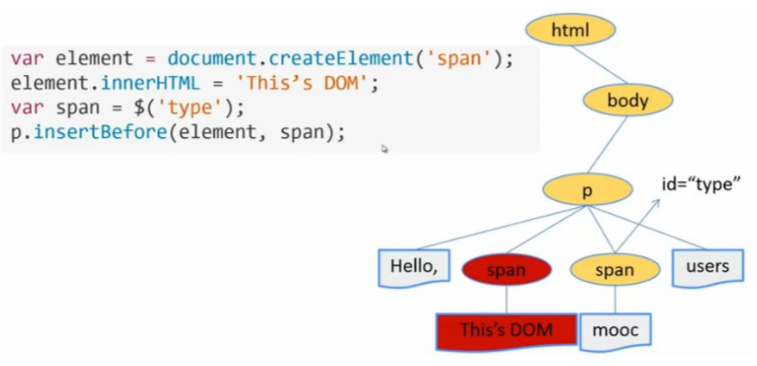 var element = document.createElement('span');
element.innerHTML = 'This’s DOM';
var span = $('type');
p.insertBefore(element, span);
html
body
p
id=“type”
Hello,
span
span
users
This’s DOM
mooc